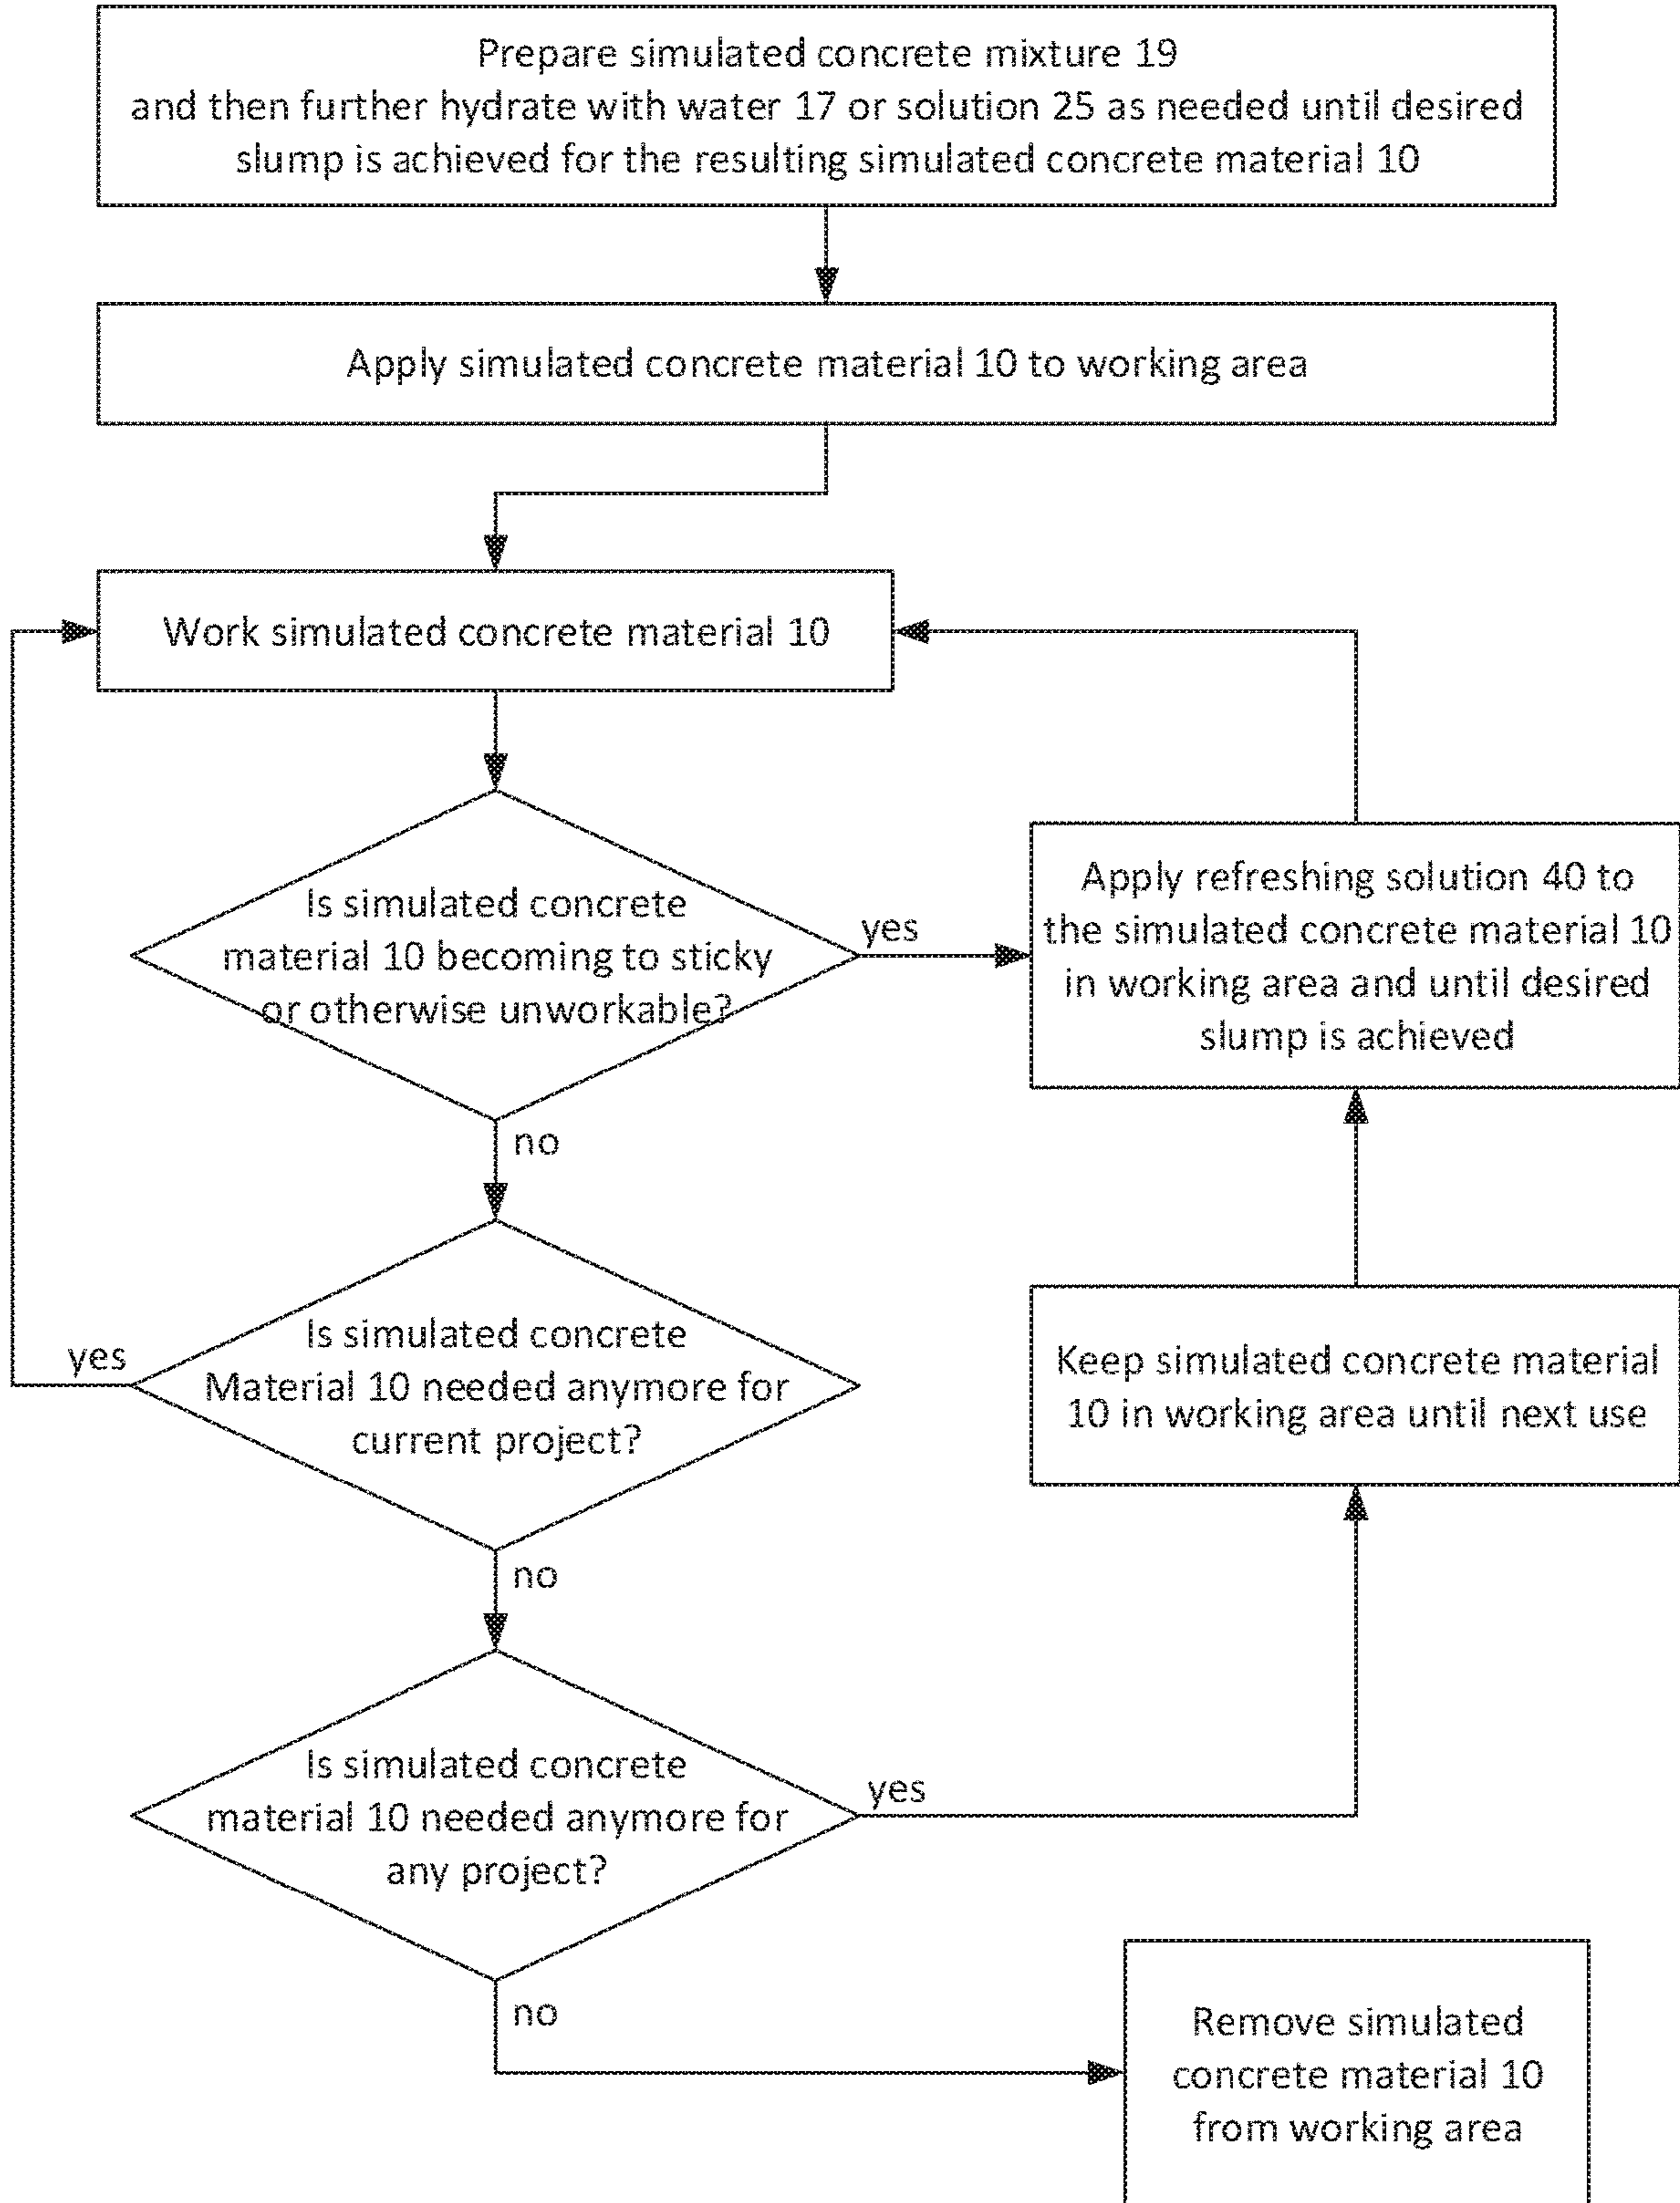 Prepare simulated concrete mixture 19
and then further hydrate with water 17 or solution 25 as needed until desired
slump is achieved for the resulting simulated concrete material 10
Apply simulated concrete material 10 to working area
Work simulated concrete material 10
Is simulated concrete
material 10 becoming to sticky
or otherwise unworkable?
yes
Apply refreshing solution 40 to
the simulated concrete material 10
in working area and until desired
slump is achieved
no
Is simulated concrete
Material 10 needed anymore for
current project?
yes
Keep simulated concrete material
10 in working area until next use
no
Is simulated concrete
material 10 needed anymore for
any project?
yes
no
Remove simulated
concrete material 10
from working area